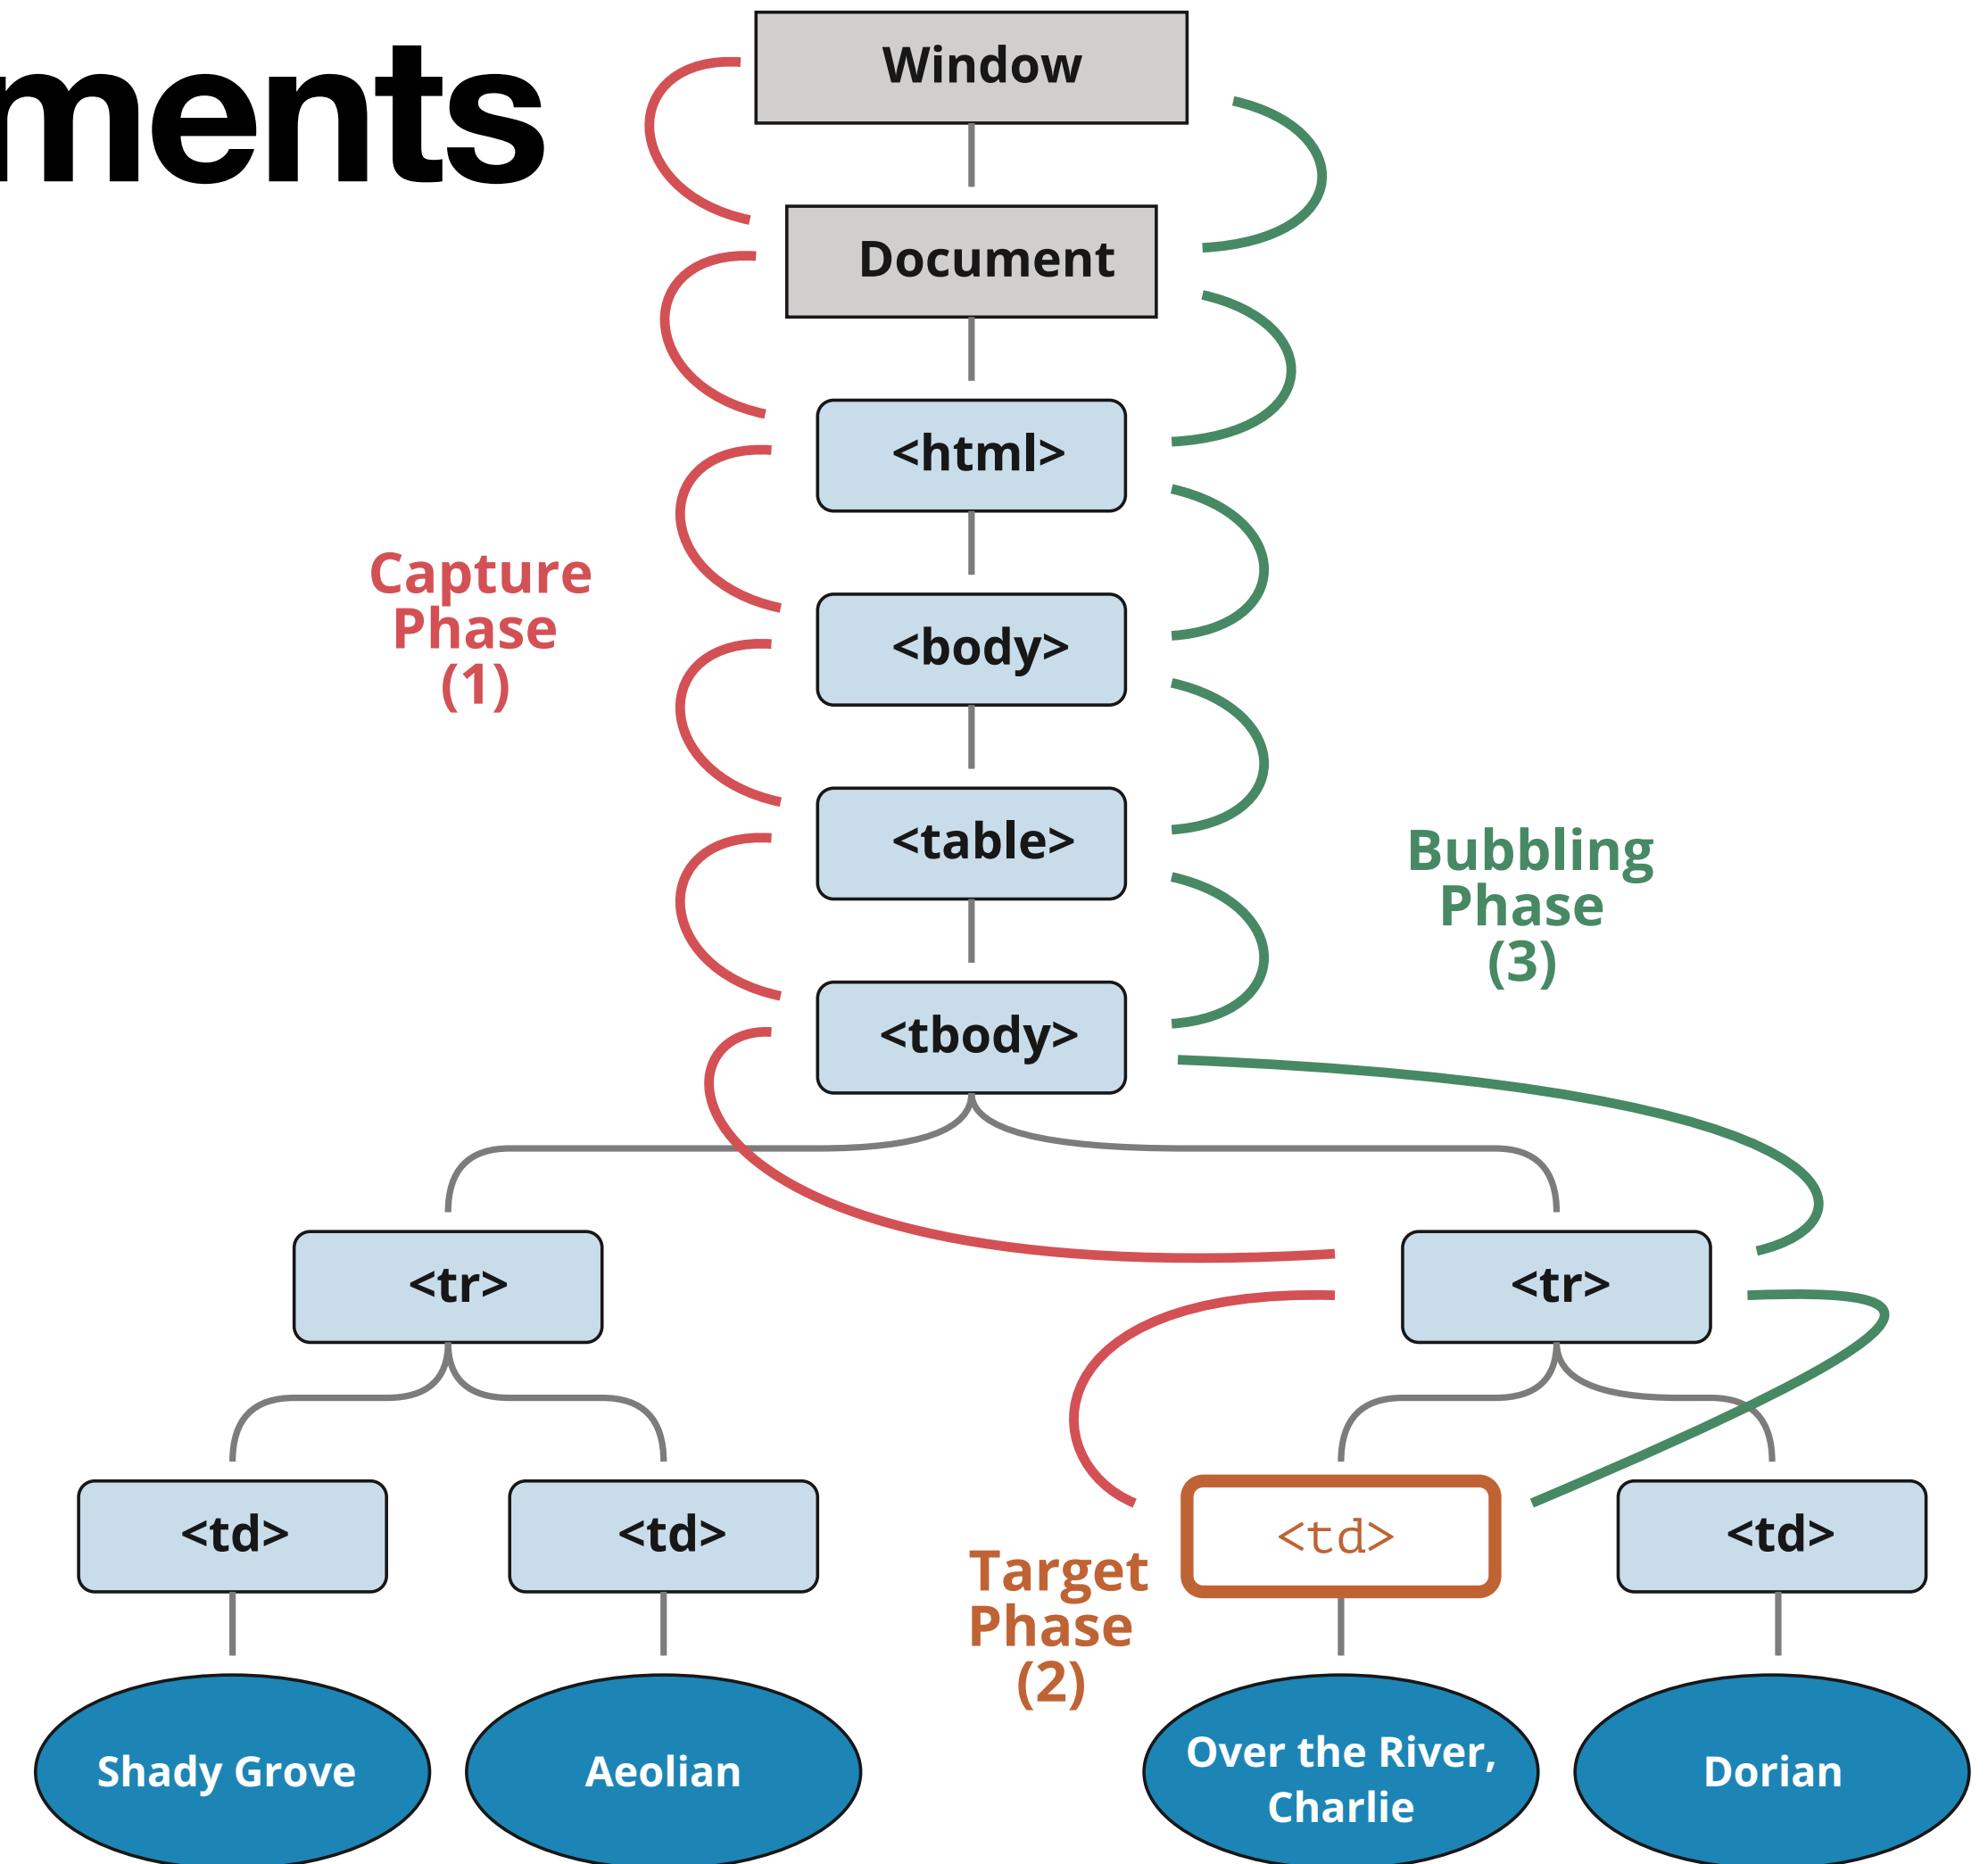 ments
Window
Document
<html>
<body>
<table>
<tbody>
Capture
Phase
(1)
Bubbling
Phase
(3)
<tr>
<tr>
<td>
<td>
<td>
<td>
Target
Phase
(2)
Shady Grove
Aeolian
Over the River,
Charlie
Dorian